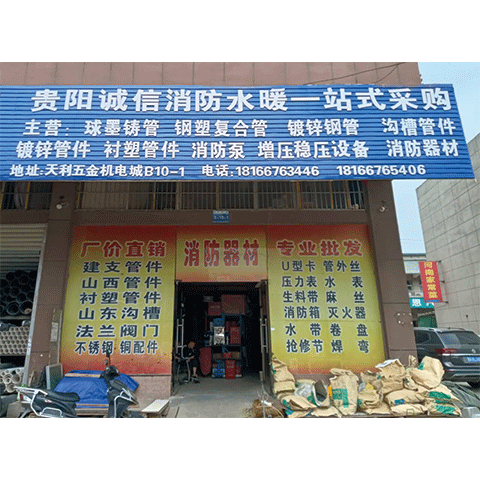 贵阳诚信消防水暖一站式采购
主营：球墨铸管 钢塑复合管 镀锌钢管 沟槽管件
镀锌管件 衬塑管件 消防泵 增压稳压设备 消防器材
地址:天利五金机电城B10-1 电话:18166763446 18166765406
厂价直销
建支管件
山西管件
衬塑管件
山东沟槽
法兰阀门
不锈钢·铜配件
消防器材
专业批发
U型卡 管外丝
压力表 水表
生料带 麻丝
消防箱 灭火器
水带卷盘
抢修节 焊弯
河南家常菜